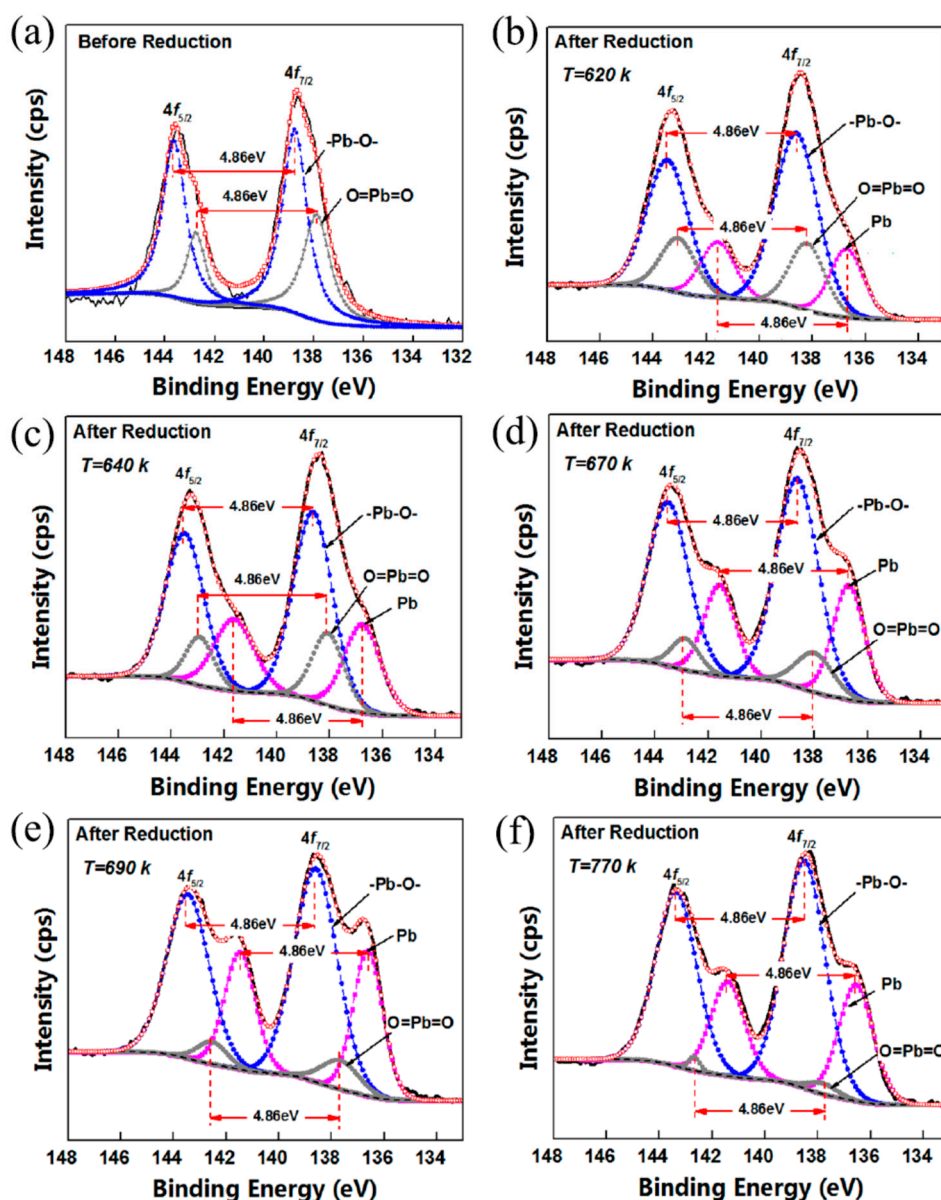 (a)
Before Reduction
4f5/2
4f7/2
-Pb-O-
4.86eV
4.86eV
O=Pb=O
Intensity (cps)
148 146 144 142 140 138 136 134 132
Binding Energy (eV)
(b)
After Reduction
T=620 k
4f5/2
4f7/2
4.86eV
-Pb-O-
O=Pb=O
4.86eV
Pb
4.86eV
Intensity (cps)
148 146 144 142 140 138 136 134
Binding Energy (eV)
(c)
After Reduction
T=640 k
4f5/2
4f7/2
4.86eV
-Pb-O-
O=Pb=O
4.86eV
Pb
4.86eV
Intensity (cps)
148 146 144 142 140 138 136 134
Binding Energy (eV)
(d)
After Reduction
T=670 k
4f5/2
4f7/2
4.86eV
-Pb-O-
4.86eV
Pb
O=Pb=O
4.86eV
Intensity (cps)
148 146 144 142 140 138 136 134
Binding Energy (eV)
(e)
After Reduction
T=690 k
4f5/2
4f7/2
-Pb-O-
4.86eV
Pb
4.86eV
O=Pb=O
4.86eV
Intensity (cps)
148 146 144 142 140 138 136 134
Binding Energy (eV)
(f)
After Reduction
T=770 k
4f5/2
4f7/2
-Pb-O-
4.86eV
4.86eV
Pb
O=Pb=O
4.86eV
Intensity (cps)
148 146 144 142 140 138 136 134
Binding Energy (eV)